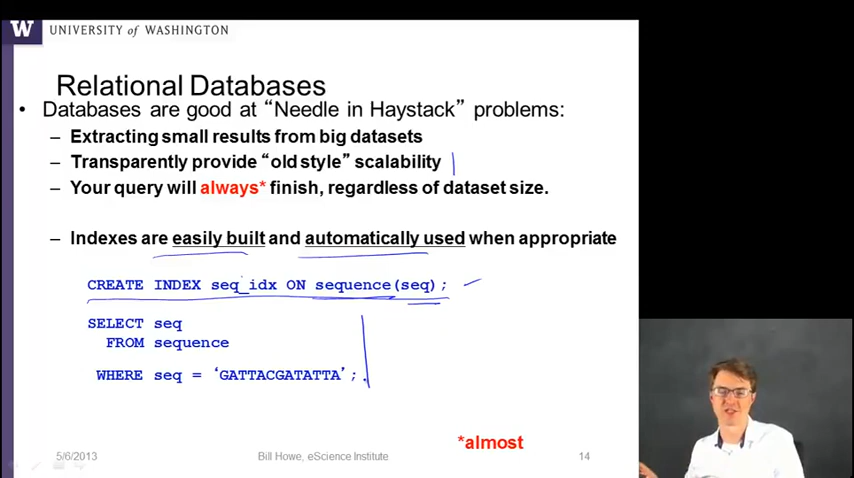 W UNIVERSITY of WASHINGTON
Relational Databases
• Databases are good at “Needle in Haystack” problems:
– Extracting small results from big datasets
– Transparently provide “old style” scalability
– Your query will always* finish, regardless of dataset size.
– Indexes are easily built and automatically used when appropriate
CREATE INDEX seq_idx ON sequence(seq);
SELECT seq
FROM sequence
WHERE seq = ‘GATTACGATATTA’;
*almost
5/6/2013 Bill Howe, eScience Institute 14